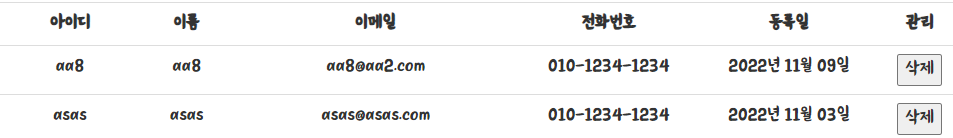 아이디 이름 이메일 전화번호 등록일 관리
aa8 aa8 aa8@aa2.com 010-1234-1234 2022년 11월 09일 삭제
asas asas asas@asas.com 010-1234-1234 2022년 11월 03일 삭제